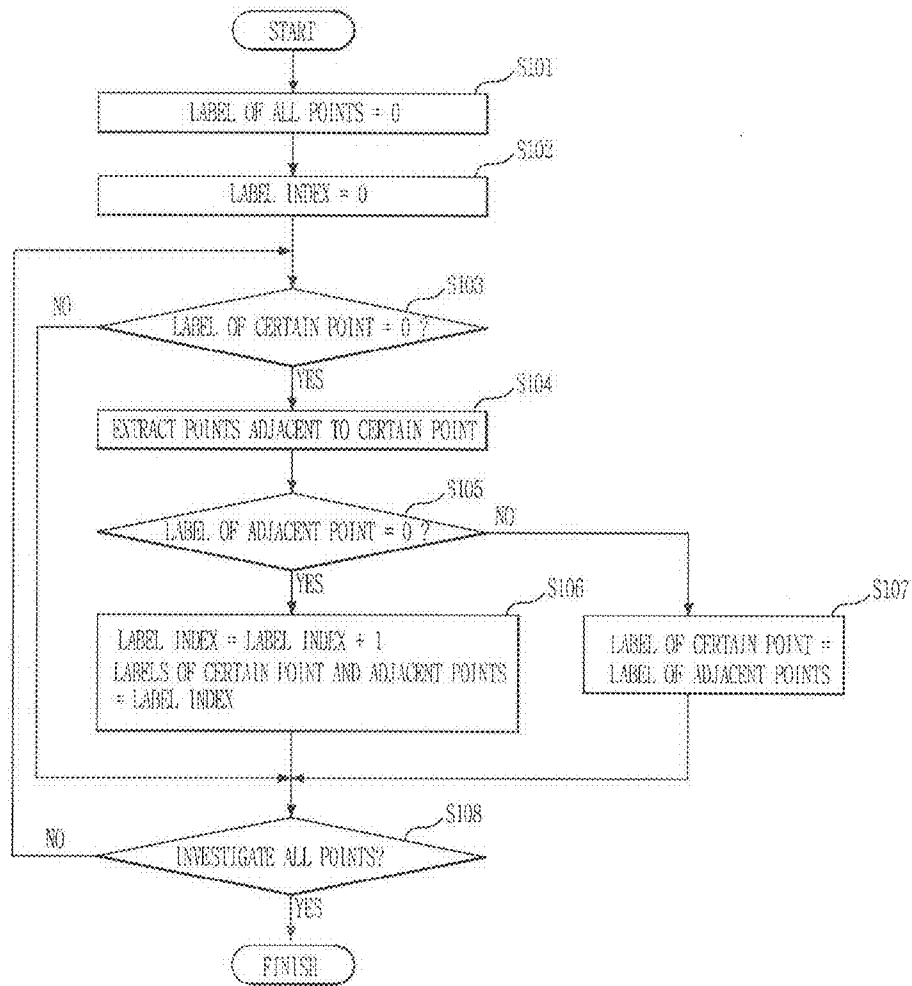 START
S101
LABEL OF ALL POINTS = 0
S102
LABEL INDEX = 0
S103
NO
LABEL OF CERTAIN POINT = 0 ?
YES
S104
EXTRACT POINTS ADJACENT TO CERTAIN POINT
S105
LABEL OF ADJACENT POINT = 0 ?
NO
YES
S106
S107
LABEL INDEX = LABEL INDEX + 1
LABELS OF CERTAIN POINT AND ADJACENT POINTS
= LABEL INDEX
LABEL OF CERTAIN POINT =
LABEL OF ADJACENT POINTS
S108
NO
INVESTIGATE ALL POINTS?
YES
FINISH